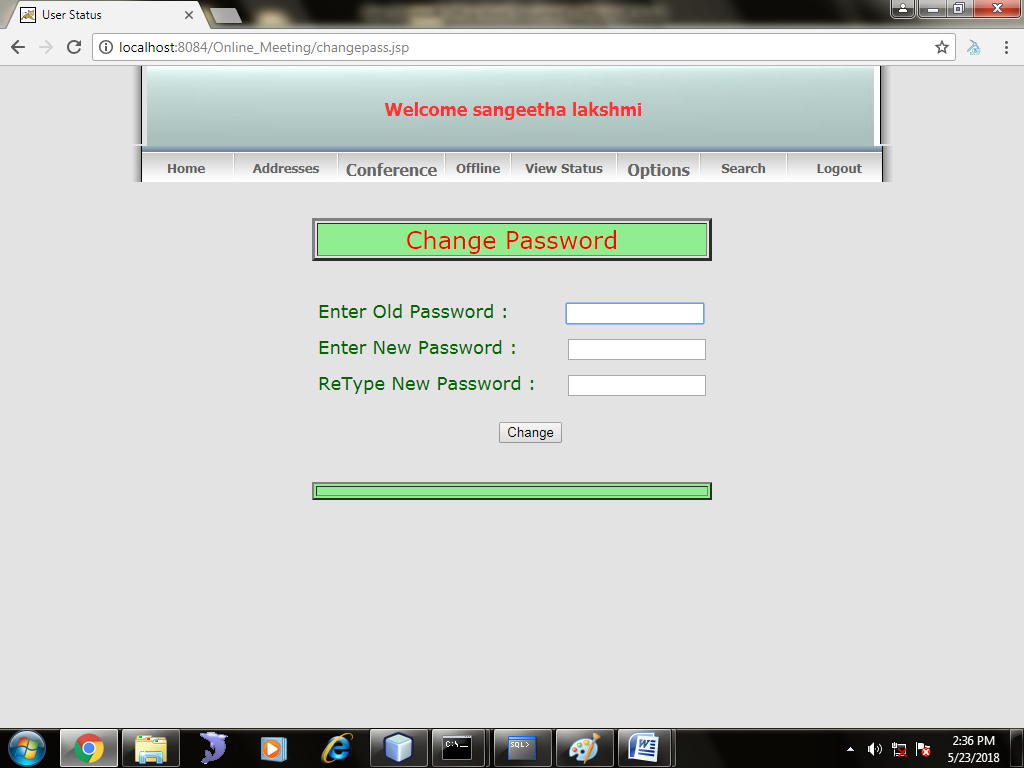 User Status
localhost:8084/Online_Meeting/changepass.jsp
Welcome sangeetha lakshmi
Home Addresses Conference Offline View Status Options Search Logout
Change Password
Enter Old Password :
Enter New Password :
ReType New Password :
Change
C:\_
SQL>
2:36 PM
5/23/2018